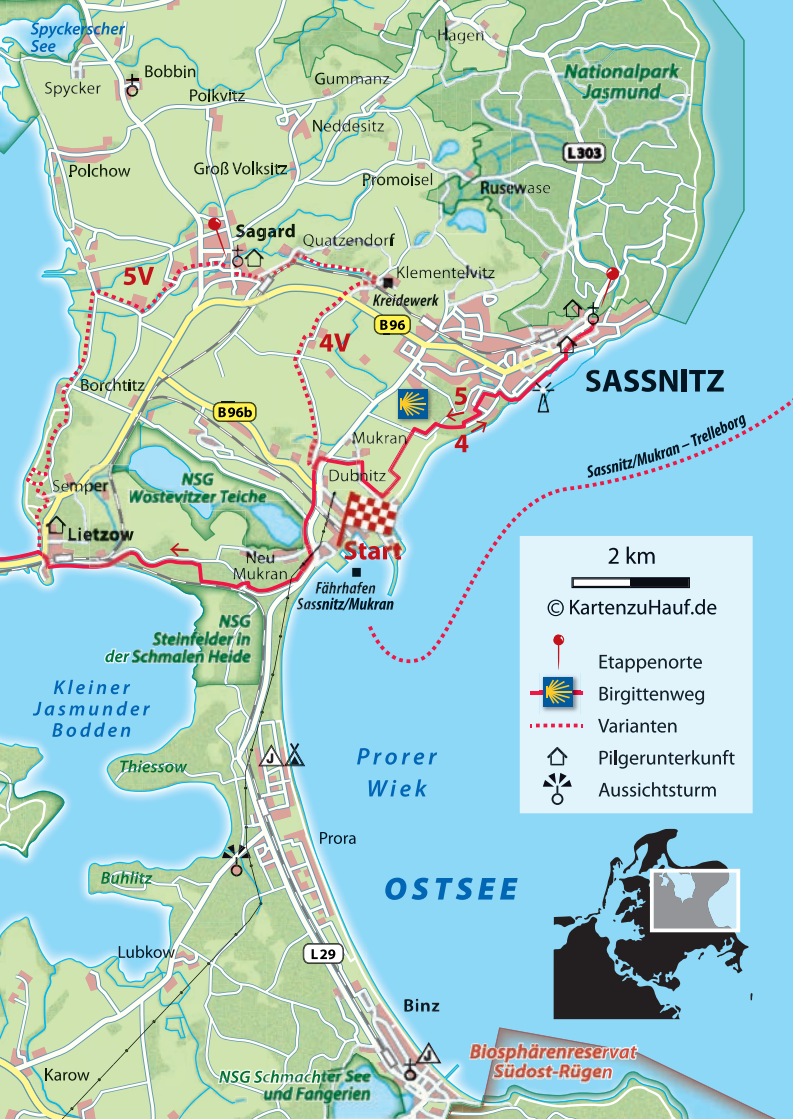 Spyckerscher
See
Hagen
Bobbin
Spycker
Gummanz
Nationalpark
Jasmund
Polkvitz
Neddesitz
L303
Polchow
Groß Volksitz
Promoisel
Rusewase
Sagard
Quatzendorf
5V
Klementelvitz
Kreidewerk
B96
4V
SASSNITZ
Borchtitz
B96b
5
4
Mukran
Sassnitz/Mukran – Trelleborg
Dubnitz
Semper
NSG
Wostevitzer Teiche
Lietzow
Start
Neu
Mukran
Fährhafen
Sassnitz/Mukran
2 km
© KartenzuHauf.de
NSG
Steinfelder in
der Schmalen Heide
Etappenorte
Birgittenweg
Varianten
Pilgerunterkunft
Aussichtsturm
Kleiner
Jasmunder
Bodden
J
Prorer
Wiek
Thiessow
Prora
Buhlitz
OSTSEE
Lubkow
L29
Binz
J
Biosphärenreservat
Südost-Rügen
Karow
NSG Schmachter See
und Fangerien